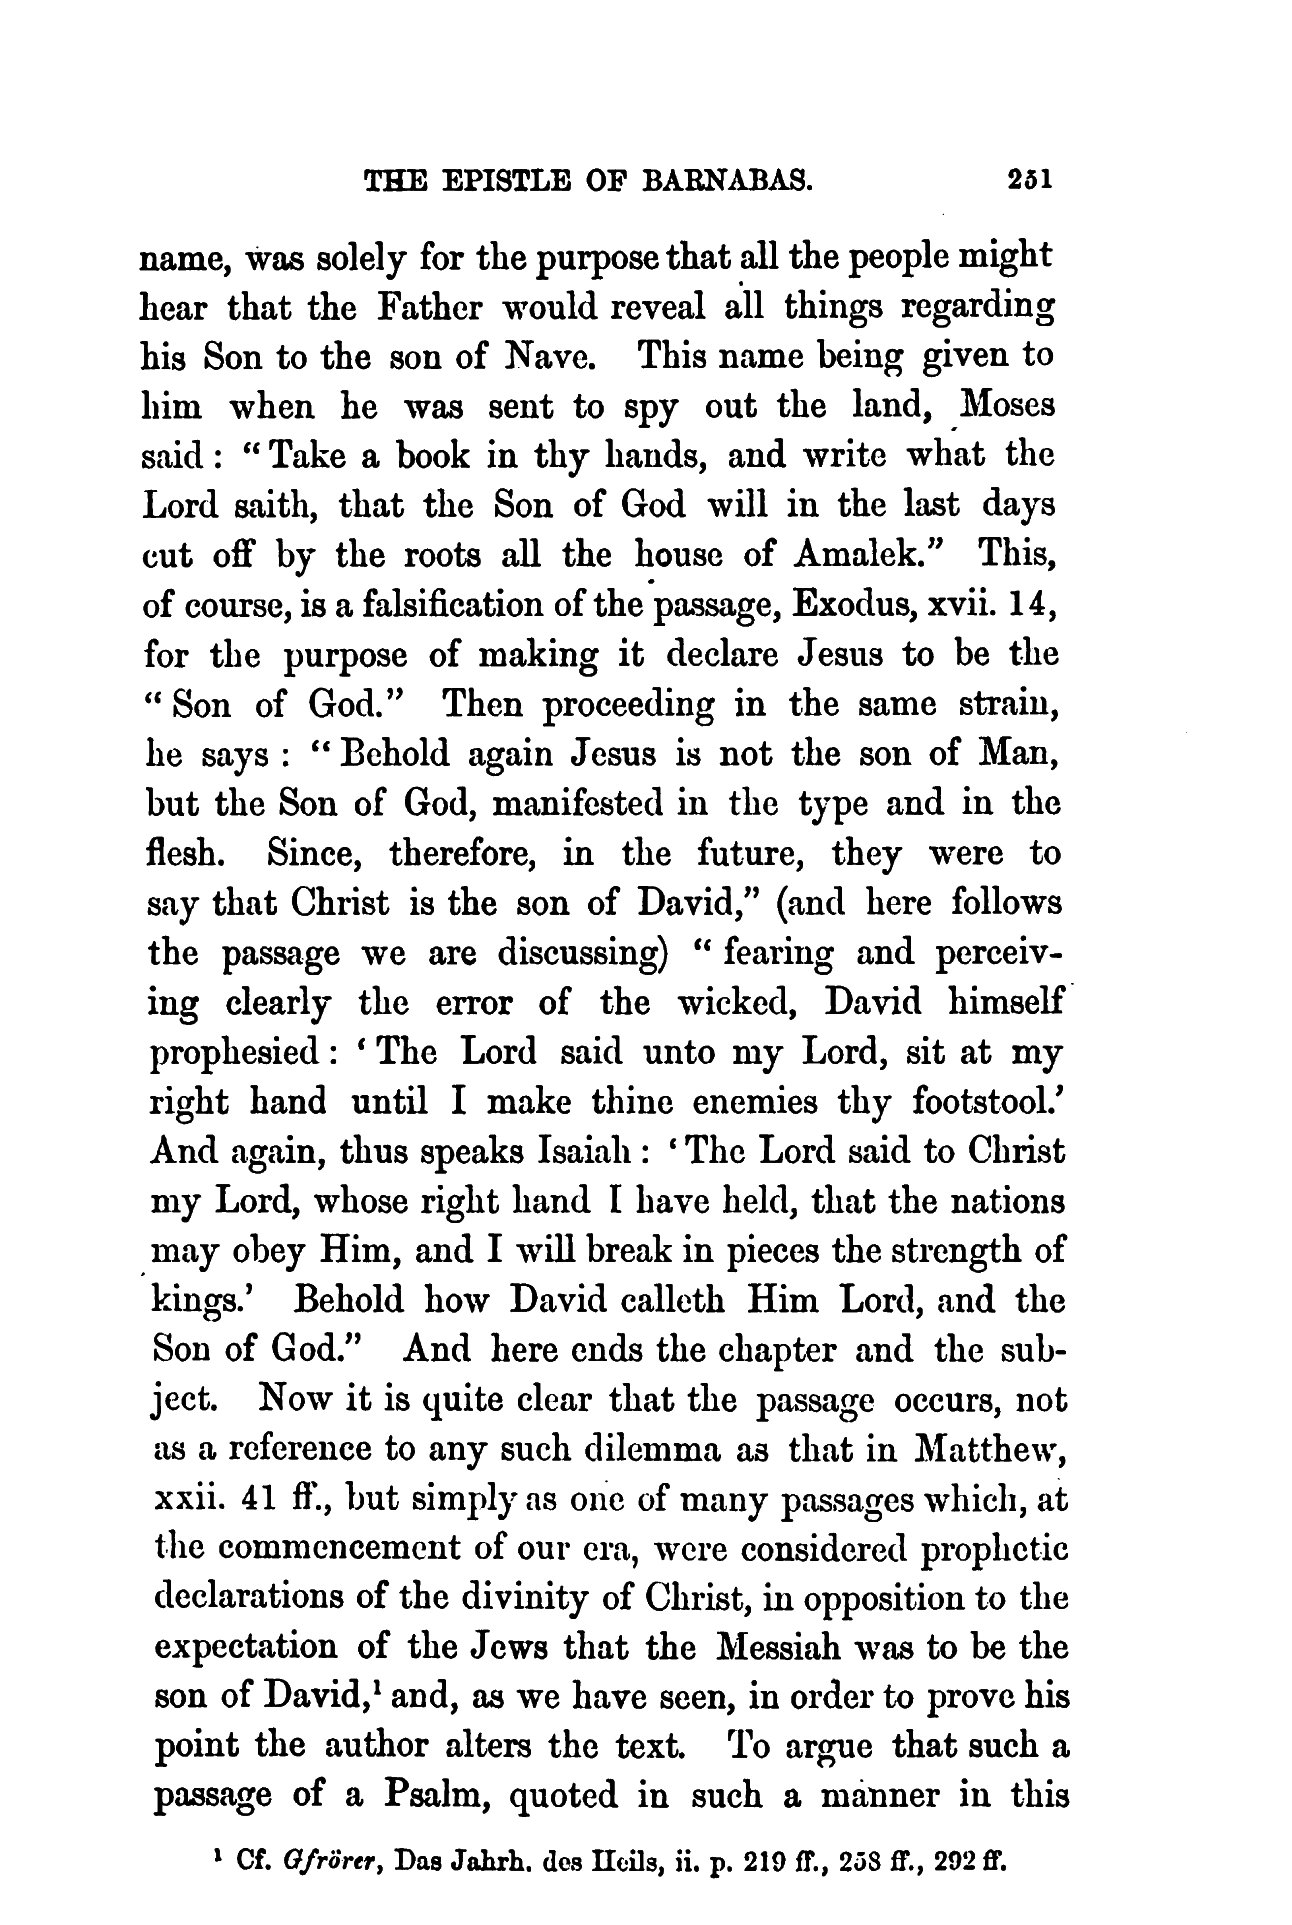 THE EPISTLE OF BARNABAS. 251
name, was solely for the purpose that all the people might
hear that the Father would reveal all things regarding
his Son to the son of Nave. This name being given to
him when he was sent to spy out the land, Moses
said : “Take a book in thy hands, and write what the
Lord saith, that the Son of God will in the last days
cut off by the roots all the house of Amalek.” This,
of course, is a falsification of the passage, Exodus, xvii. 14,
for the purpose of making it declare Jesus to be the
“Son of God.” Then proceeding in the same strain,
he says : “Behold again Jesus is not the son of Man,
but the Son of God, manifested in the type and in the
flesh. Since, therefore, in the future, they were to
say that Christ is the son of David,” (and here follows
the passage we are discussing) “fearing and perceiv-
ing clearly the error of the wicked, David himself
prophesied : ‘The Lord said unto my Lord, sit at my
right hand until I make thine enemies thy footstool.’
And again, thus speaks Isaiah : ‘The Lord said to Christ
my Lord, whose right hand I have held, that the nations
may obey Him, and I will break in pieces the strength of
kings.’ Behold how David calleth Him Lord, and the
Son of God.” And here ends the chapter and the sub-
ject. Now it is quite clear that the passage occurs, not
as a reference to any such dilemma as that in Matthew,
xxii. 41 ff., but simply as one of many passages which, at
the commencement of our era, were considered prophetic
declarations of the divinity of Christ, in opposition to the
expectation of the Jews that the Messiah was to be the
son of David,¹ and, as we have seen, in order to prove his
point the author alters the text. To argue that such a
passage of a Psalm, quoted in such a manner in this
¹ Cf. Gfrörer, Das Jahrh. des Heils, ii. p. 219 ff., 258 ff., 292 ff.